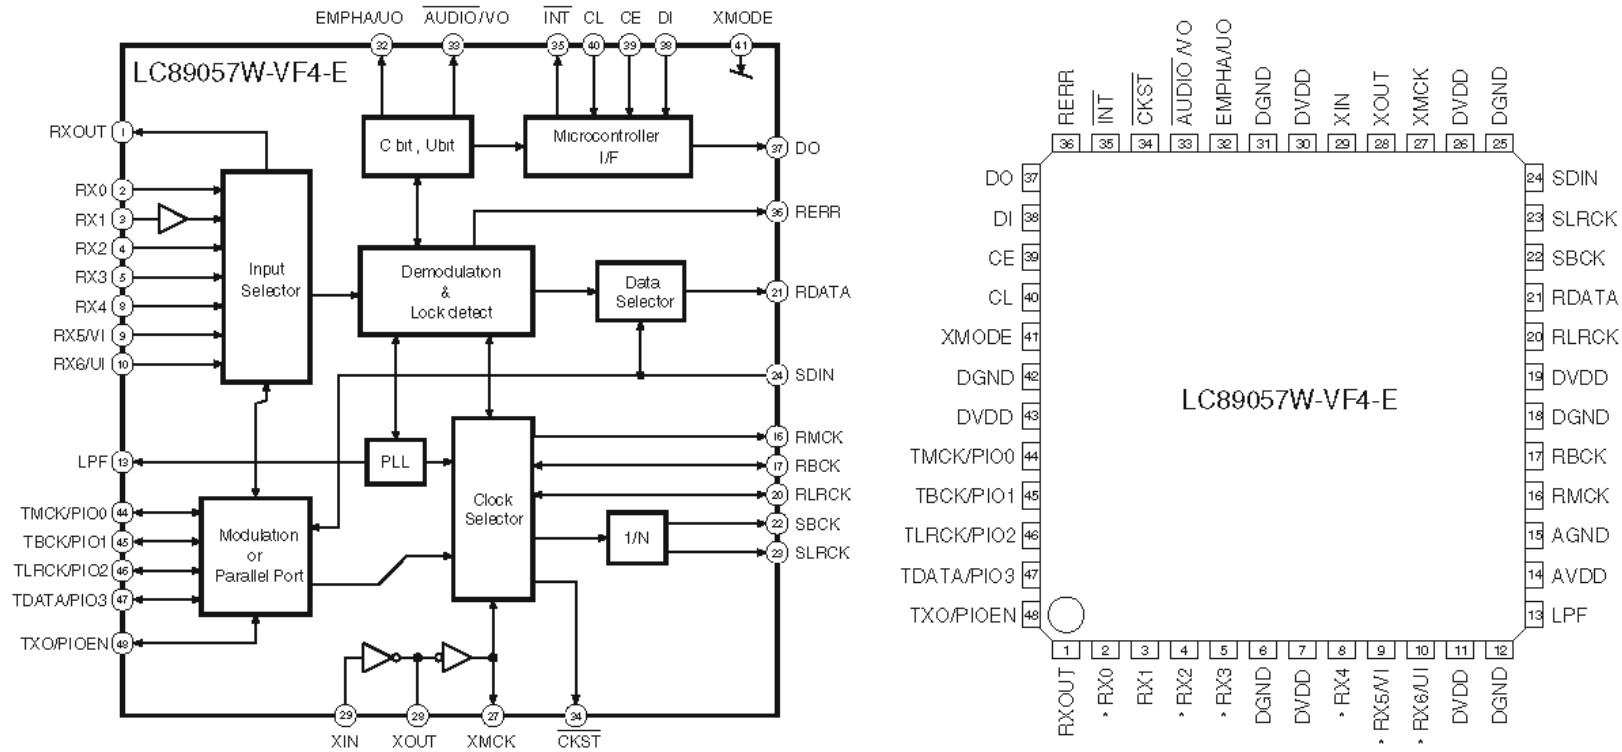 EMPHA/UO AUDIO/VO INT CL CE DI XMODE
32 33 35 40 39 38 41
LC89057W-VF4-E
RXOUT 1
C bit, Ubit
Microcontroller
I/F
37 DO
RX0 2
RX1 3
RX2 4
RX3 5
RX4 8
RX5/VI 9
RX6/UI 10
Input
Selector
36 RERR
Demodulation
&
Lock detect
Data
Selector
21 RDATA
24 SDIN
LPF 13
PLL
Clock
Selector
16 RMCK
17 RBCK
20 RLRCK
22 SBCK
23 SLRCK
1/N
TMCK/PIO0 44
TBCK/PIO1 45
TLRCK/PIO2 46
TDATA/PIO3 47
TXO/PIOEN 48
Modulation
or
Parallel Port
29 28 27 34
XIN XOUT XMCK CKST
RERR
INT
CKST
AUDIO/VO
EMPHA/UO
DGND
DVDD
XIN
XOUT
XMCK
DVDD
DGND
36 35 34 33 32 31 30 29 28 27 26 25
DO 37
DI 38
CE 39
CL 40
XMODE 41
DGND 42
DVDD 43
TMCK/PIO0 44
TBCK/PIO1 45
TLRCK/PIO2 46
TDATA/PIO3 47
TXO/PIOEN 48
LC89057W-VF4-E
24 SDIN
23 SLRCK
22 SBCK
21 RDATA
20 RLRCK
19 DVDD
18 DGND
17 RBCK
16 RMCK
15 AGND
14 AVDD
13 LPF
1 2 3 4 5 6 7 8 9 10 11 12
RXOUT
* RX0
RX1
* RX2
* RX3
DGND
DVDD
* RX4
* RX5/VI
* RX6/UI
DVDD
DGND